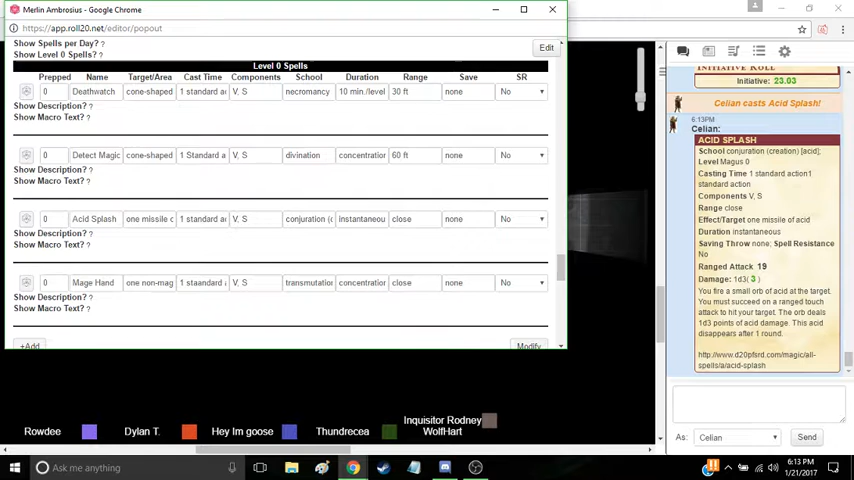 Merlin Ambrosius - Google Chrome
https://app.roll20.net/editor/popout
Show Spells per Day? ?
Show Level 0 Spells? ?
Edit
Level 0 Spells
Prepped Name Target/Area Cast Time Components School Duration Range Save SR
0 Deathwatch cone-shaped 1 standard a V, S necromancy 10 min./level 30 ft none No
Show Description? ?
Show Macro Text? ?
0 Detect Magic cone-shaped 1 Standard a V, S divination concentration 60 ft none No
Show Description? ?
Show Macro Text? ?
0 Acid Splash one missile o 1 standard a V, S conjuration (c instantaneou close none No
Show Description? ?
Show Macro Text? ?
0 Mage Hand one non-mag 1 staandard V, S transmutation concentration close none No
Show Description? ?
Show Macro Text? ?
+Add
Modify
Rowdee
Dylan T.
Hey Im goose
Thundrecea
Inquisitor Rodney
WolfHart
INITIATIVE ROLL
Initiative: 23.03
Celian casts Acid Splash!
6:13PM
Celian:
ACID SPLASH
School conjuration (creation) [acid];
Level Magus 0
Casting Time 1 standard action1
standard action
Components V, S
Range close
Effect/Target one missile of acid
Duration instantaneous
Saving Throw none; Spell Resistance
No
Ranged Attack 19
Damage: 1d3( 3 )
You fire a small orb of acid at the target.
You must succeed on a ranged touch
attack to hit your target. The orb deals
1d3 points of acid damage. This acid
disappears after 1 round.
http://www.d20pfsrd.com/magic/all-
spells/a/acid-splash
As: Celian
Send
Ask me anything
6:13 PM
1/21/2017